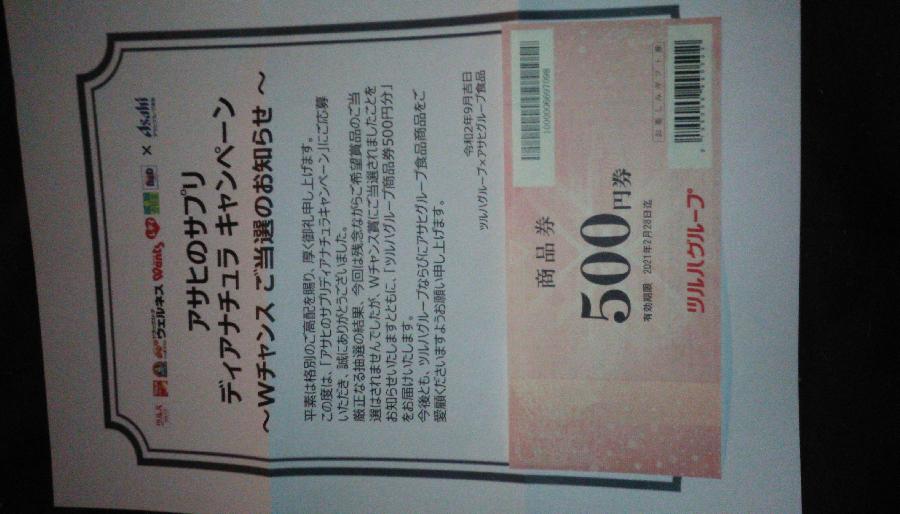 ツルハ
ウェルネス
Wants
B&D
×
Asahi
アサヒのサプリ
ディアナチュラ キャンペーン
～Wチャンス ご当選のお知らせ～
平素は格別のご高配を賜り、厚く御礼申し上げます。
この度は、「アサヒのサプリディアナチュラキャンペーン」にご応募
いただき、誠にありがとうございました。
厳正なる抽選の結果、今回は残念ながらご希望賞品のご当
選はされませんでしたが、Wチャンス賞にご当選されましたことを
お知らせいたしますとともに、「ツルハグループ商品券500円分」
をお届けいたします。
今後とも、ツルハグループならびにアサヒグループ食品商品をご
愛顧くださいますようお願い申し上げます。
令和2年9月吉日
ツルハグループ×アサヒグループ食品
商品券
500円券
有効期限 2021年2月28日迄
ツルハグループ
お楽しみギフト券